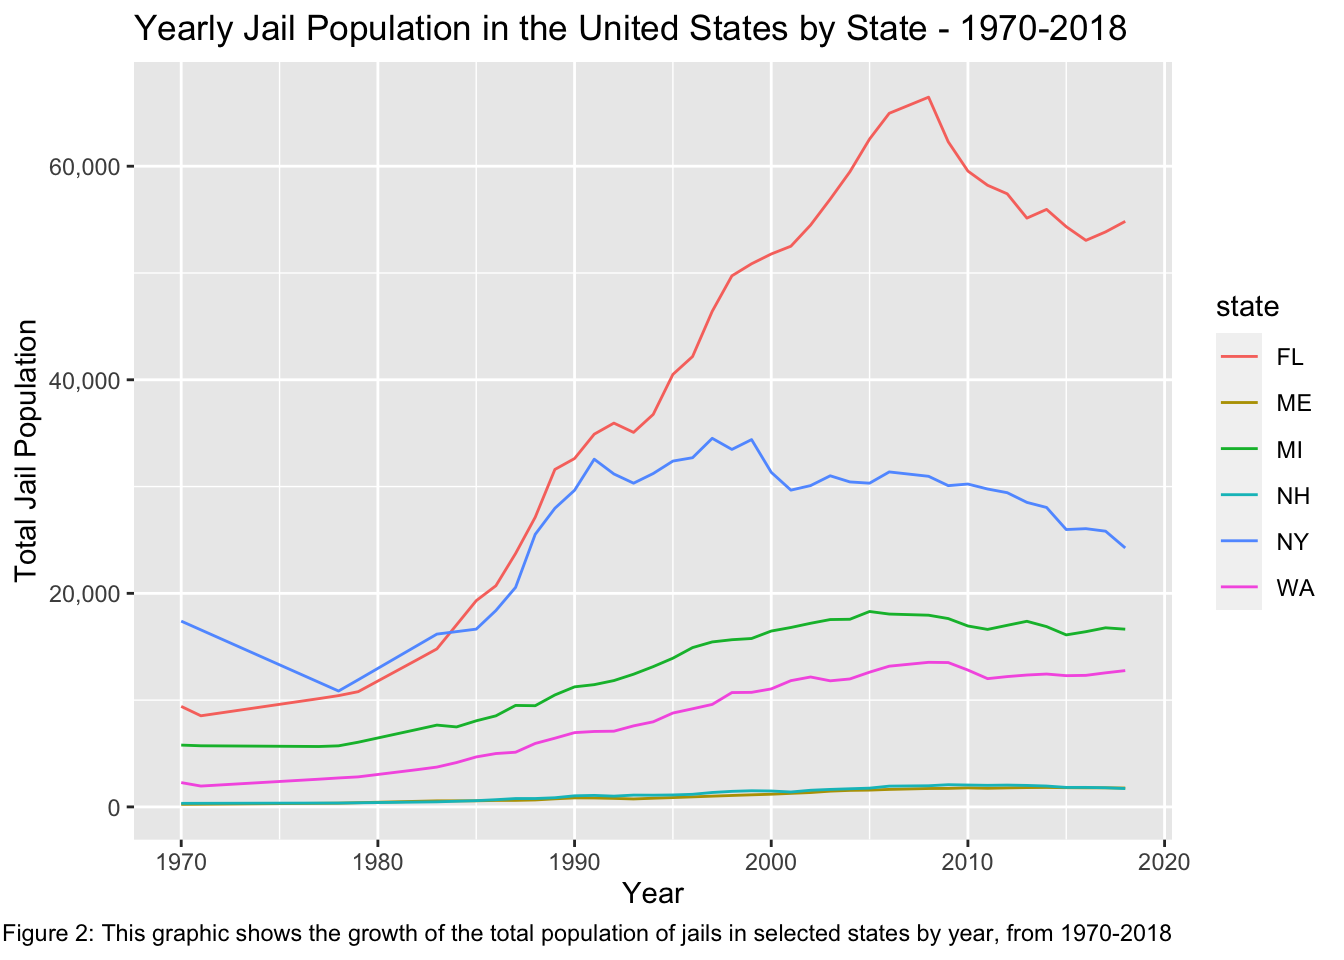 Yearly Jail Population in the United States by State - 1970-2018
Total Jail Population
60,000
40,000
20,000
0
1970 1980 1990 2000 2010 2020
Year
state
FL
ME
MI
NH
NY
WA
Figure 2: This graphic shows the growth of the total population of jails in selected states by year, from 1970-2018